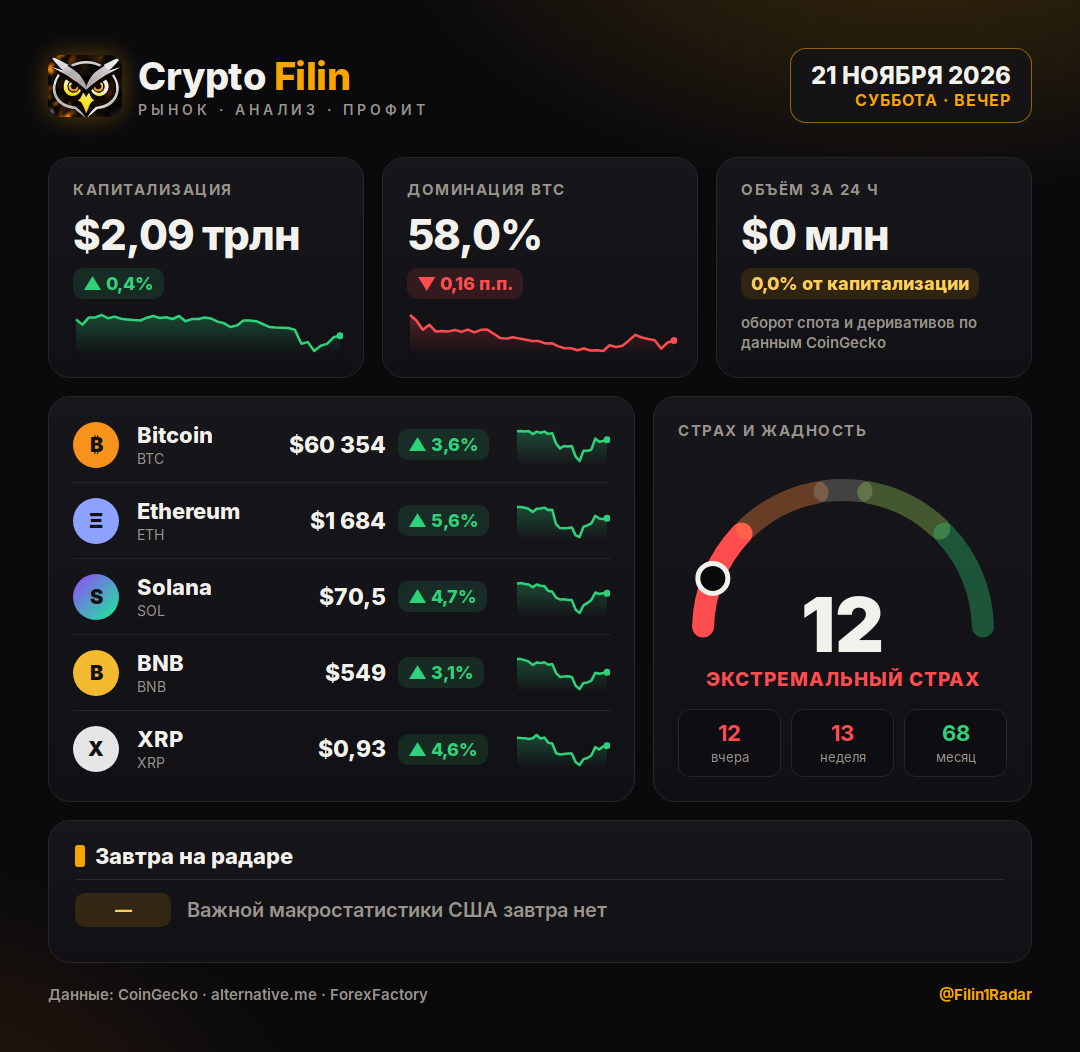 Crypto Filin
РЫНОК · АНАЛИЗ · ПРОФИТ
21 НОЯБРЯ 2026
СУББОТА · ВЕЧЕР
КАПИТАЛИЗАЦИЯ
$2,09 трлн
▲ 0,4%
ДОМИНАЦИЯ BTC
58,0%
▼ 0,16 п.п.
ОБЪЁМ ЗА 24 Ч
$0 млн
0,0% от капитализации
оборот спота и деривативов по
данным CoinGecko
B Bitcoin $60 354 ▲ 3,6%
BTC
Ξ Ethereum $1 684 ▲ 5,6%
ETH
S Solana $70,5 ▲ 4,7%
SOL
B BNB $549 ▲ 3,1%
BNB
X XRP $0,93 ▲ 4,6%
XRP
СТРАХ И ЖАДНОСТЬ
12
ЭКСТРЕМАЛЬНЫЙ СТРАХ
12
вчера
13
неделя
68
месяц
Завтра на радаре
— Важной макростатистики США завтра нет
Данные: CoinGecko · alternative.me · ForexFactory
@Filin1Radar